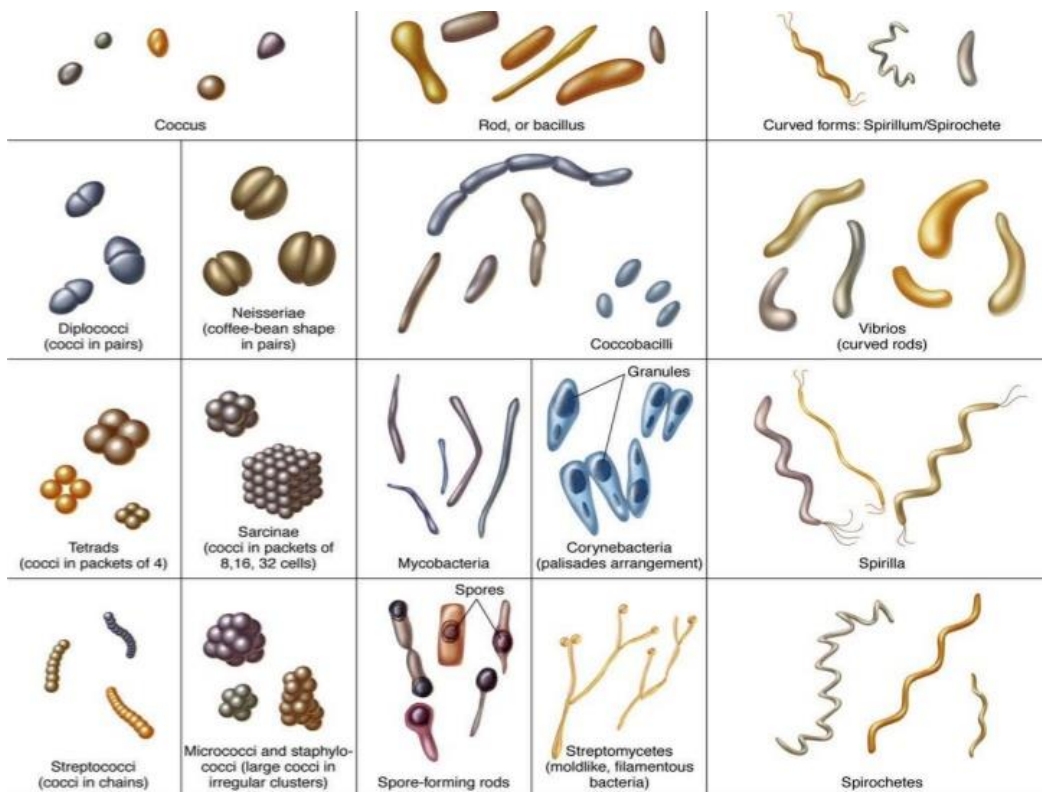 Coccus
Rod, or bacillus
Curved forms: Spirillum/Spirochete
Diplococci
(cocci in pairs)
Neisseriae
(coffee-bean shape
in pairs)
Coccobacilli
Vibrios
(curved rods)
Tetrads
(cocci in packets of 4)
Sarcinae
(cocci in packets of
8,16, 32 cells)
Mycobacteria
Granules
Corynebacteria
(palisades arrangement)
Spirilla
Streptococci
(cocci in chains)
Micrococci and staphylo-
cocci (large cocci in
irregular clusters)
Spores
Spore-forming rods
Streptomycetes
(moldlike, filamentous
bacteria)
Spirochetes